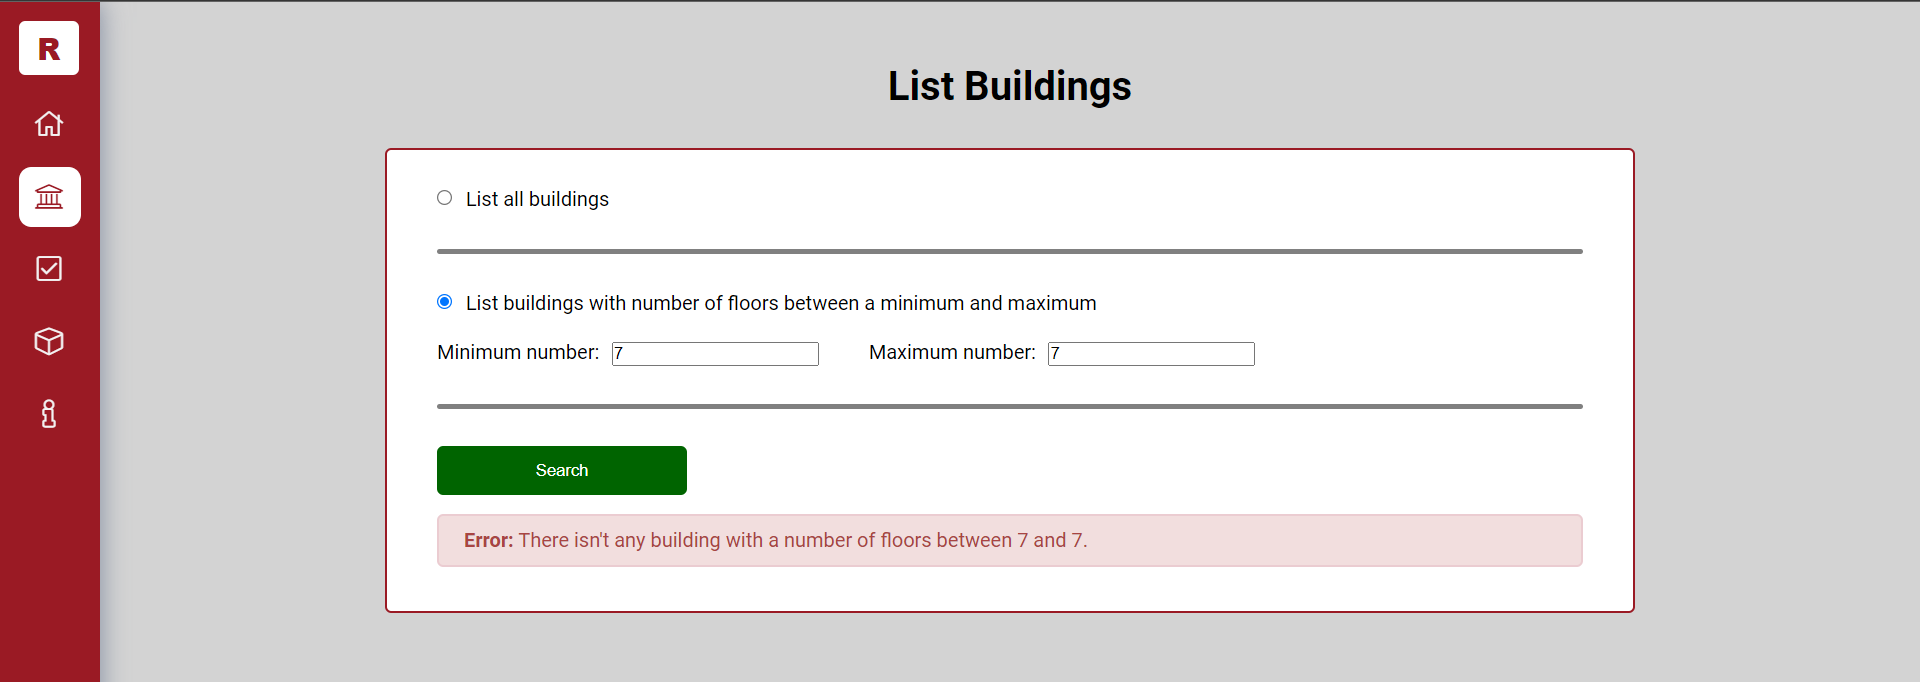 R
List Buildings
List all buildings
List buildings with number of floors between a minimum and maximum
Minimum number: 7 Maximum number: 7
Search
Error: There isn't any building with a number of floors between 7 and 7.